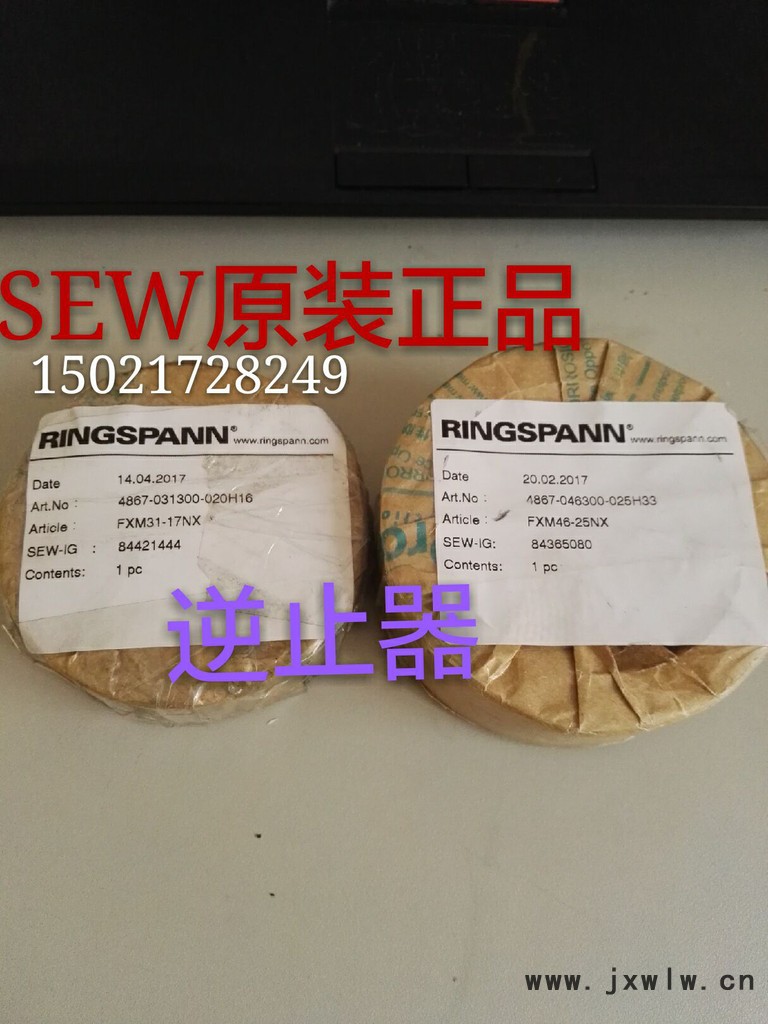 SEW原装正品
15021728249
RINGSPANN® www.ringspann.com
Date 14.04.2017
Art.No : 4867-031300-020H16
Article : FXM31-17NX
SEW-IG : 84421444
Contents: 1 pc
RINGSPANN® www.ringspann.com
Date 20.02.2017
Art.No : 4867-046300-025H33
Article : FXM46-25NX
SEW-IG: 84365080
Contents: 1 pc
逆止器
www.jxwlw.cn